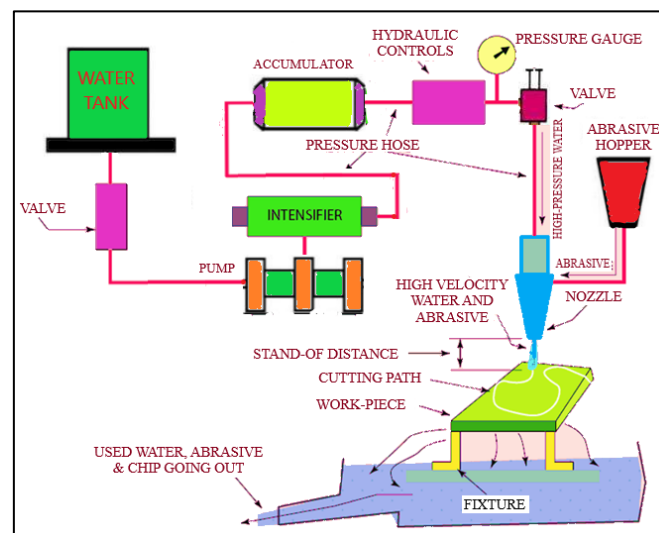 HYDRAULIC
CONTROLS
PRESSURE GAUGE
ACCUMULATOR
WATER
TANK
VALVE
ABRASIVE
HOPPER
PRESSURE HOSE
HIGH-PRESSURE WATER
VALVE
INTENSIFIER
PUMP
ABRASIVE
HIGH VELOCITY
WATER AND
ABRASIVE
NOZZLE
STAND-OF DISTANCE
CUTTING PATH
WORK-PIECE
USED WATER, ABRASIVE
& CHIP GOING OUT
FIXTURE